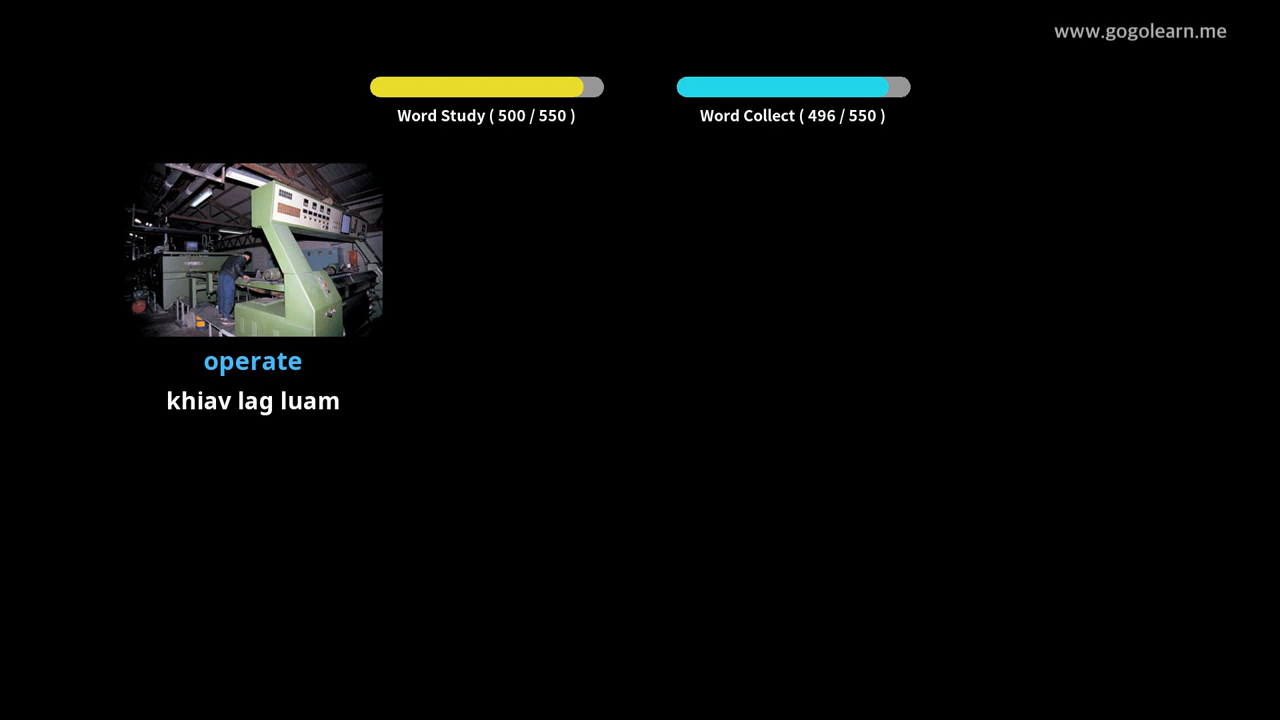 www.gogolearn.me
Word Study ( 500 / 550 )
Word Collect ( 496 / 550 )
operate
khiav lag luam